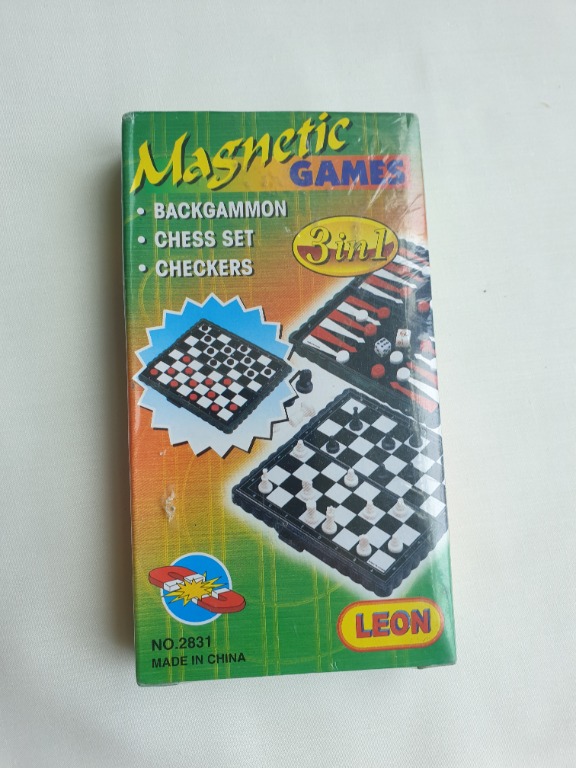 Magnetic
GAMES
• BACKGAMMON
• CHESS SET
• CHECKERS
3 in 1
LEON
NO.2831
MADE IN CHINA